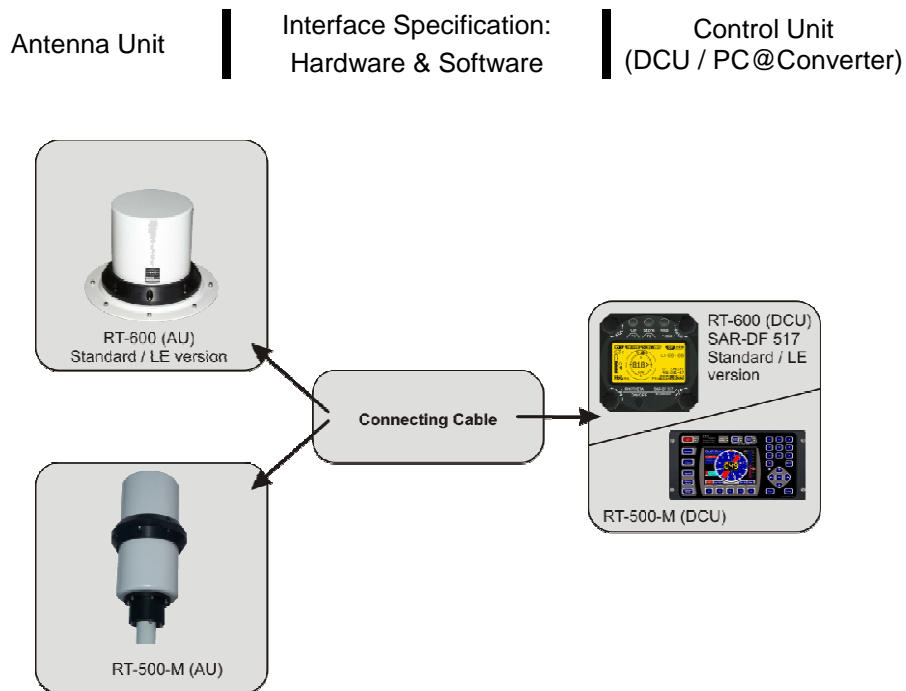 Antenna Unit
Interface Specification:
Hardware & Software
Control Unit
(DCU / PC@Converter)
RT-600 (AU)
Standard / LE version
Connecting Cable
RT-600 (DCU)
SAR-DF 517
Standard / LE
version
RT-500-M (DCU)
RT-500-M (AU)